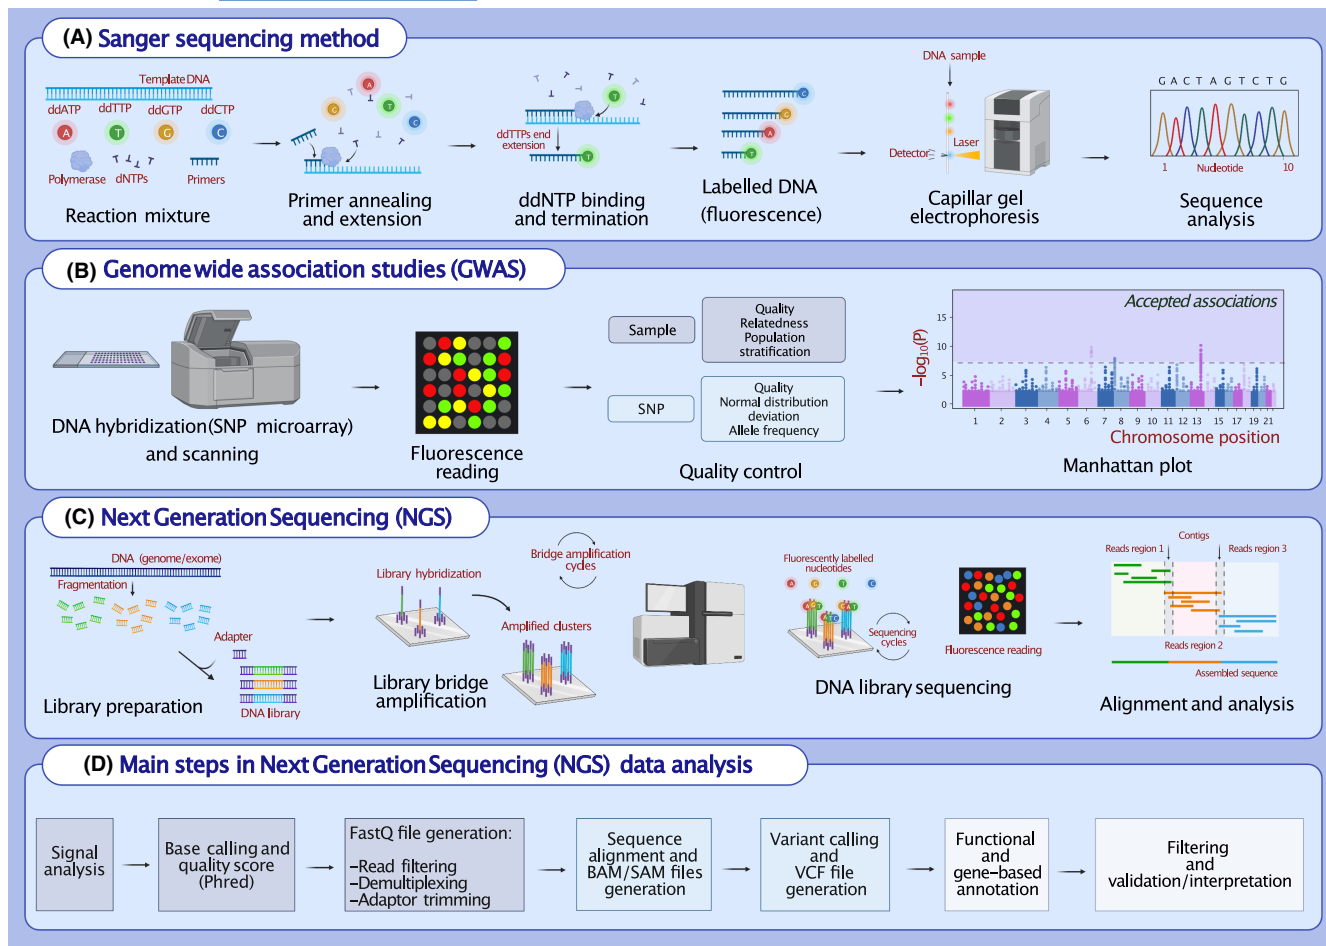 (A) Sanger sequencing method
Template DNA
ddATP ddTTP ddGTP ddCTP
A T G C
Polymerase dNTPs Primers
Reaction mixture
A
G T
C
Primer annealing
and extension
T
ddTTPs end
extension
T
ddNTP binding
and termination
C
G
A
T
Labelled DNA
(fluorescence)
DNA sample
Laser
Detector
Capillar gel
electrophoresis
G A C T A G T C T G
1 Nucleotide 10
Sequence
analysis
(B) Genome wide association studies (GWAS)
DNA hybridization(SNP microarray)
and scanning
Fluorescence
reading
Sample
Quality
Relatedness
Population
stratification
SNP
Quality
Normal distribution
deviation
Allele frequency
Quality control
Accepted associations
−log10(P)
15
10
5
0
1 2 3 4 5 6 7 8 9 10 11 12 13 15 17 19 21
Chromosome position
Manhattan plot
(C) Next Generation Sequencing (NGS)
DNA (genome/exome)
Fragmentation
Adapter
DNA library
Library preparation
Library hybridization
Bridge amplification
cycles
Amplified clusters
Library bridge
amplification
Fluorescently labelled
nucleotides
A G T C
A G T C A T
A T C
Sequencing
cycles
Fluorescence reading
DNA library sequencing
Contigs
Reads region 1 Reads region 3
Reads region 2
Assembled sequence
Alignment and analysis
(D) Main steps in Next Generation Sequencing (NGS) data analysis
Signal
analysis
Base calling and
quality score
(Phred)
FastQ file generation:
−Read filtering
−Demultiplexing
−Adaptor trimming
Sequence
alignment and
BAM/SAM files
generation
Variant calling
and
VCF file
generation
Functional
and
gene−based
annotation
Filtering
and
validation/interpretation